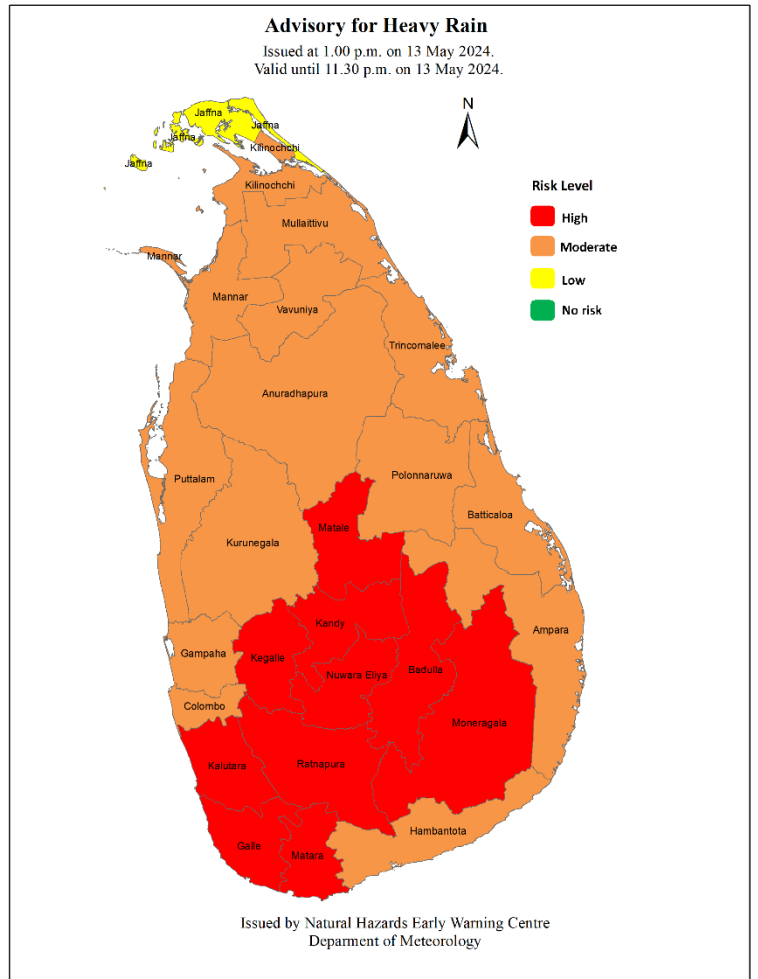 Advisory for Heavy Rain
Issued at 1.00 p.m. on 13 May 2024.
Valid until 11.30 p.m. on 13 May 2024.
N
Jaffna
Jaffna
Jaffna
Kilinochchi
Jaffna
Kilinochchi
Risk Level
High
Moderate
Low
No risk
Mullaittivu
Mannar
Mannar
Vavuniya
Trincomalee
Anuradhapura
Polonnaruwa
Puttalam
Batticaloa
Matale
Kurunegala
Kandy
Ampara
Gampaha
Kegalle
Badulla
Nuwara Eliya
Colombo
Moneragala
Kalutara
Ratnapura
Hambantota
Galle
Matara
Issued by Natural Hazards Early Warning Centre
Deparment of Meteorology